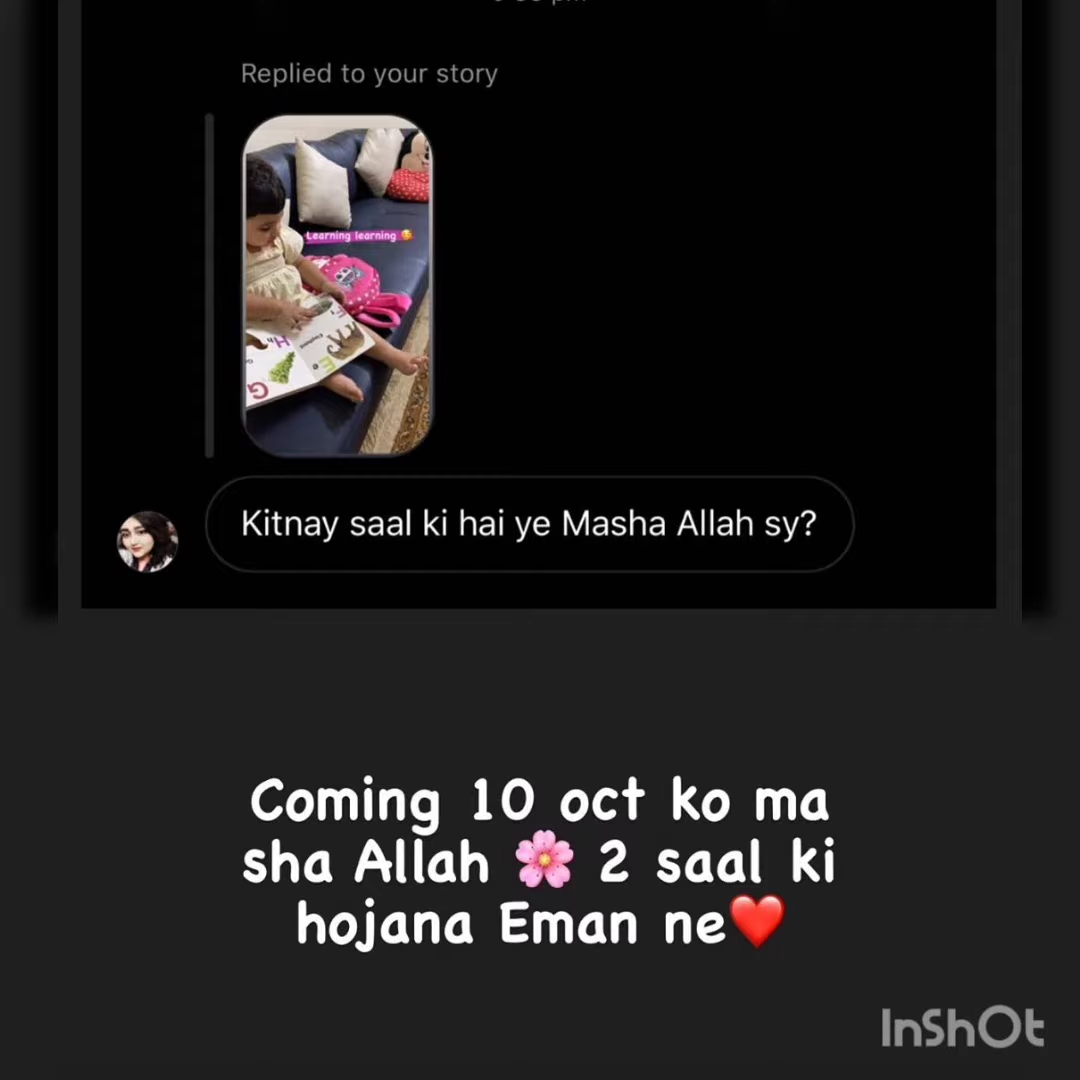 Replied to your story
Learning learning 🥰
Kitnay saal ki hai ye Masha Allah sy?
Coming 10 oct ko ma
sha Allah 🌸 2 saal ki
hojana Eman ne❤️
InShOt